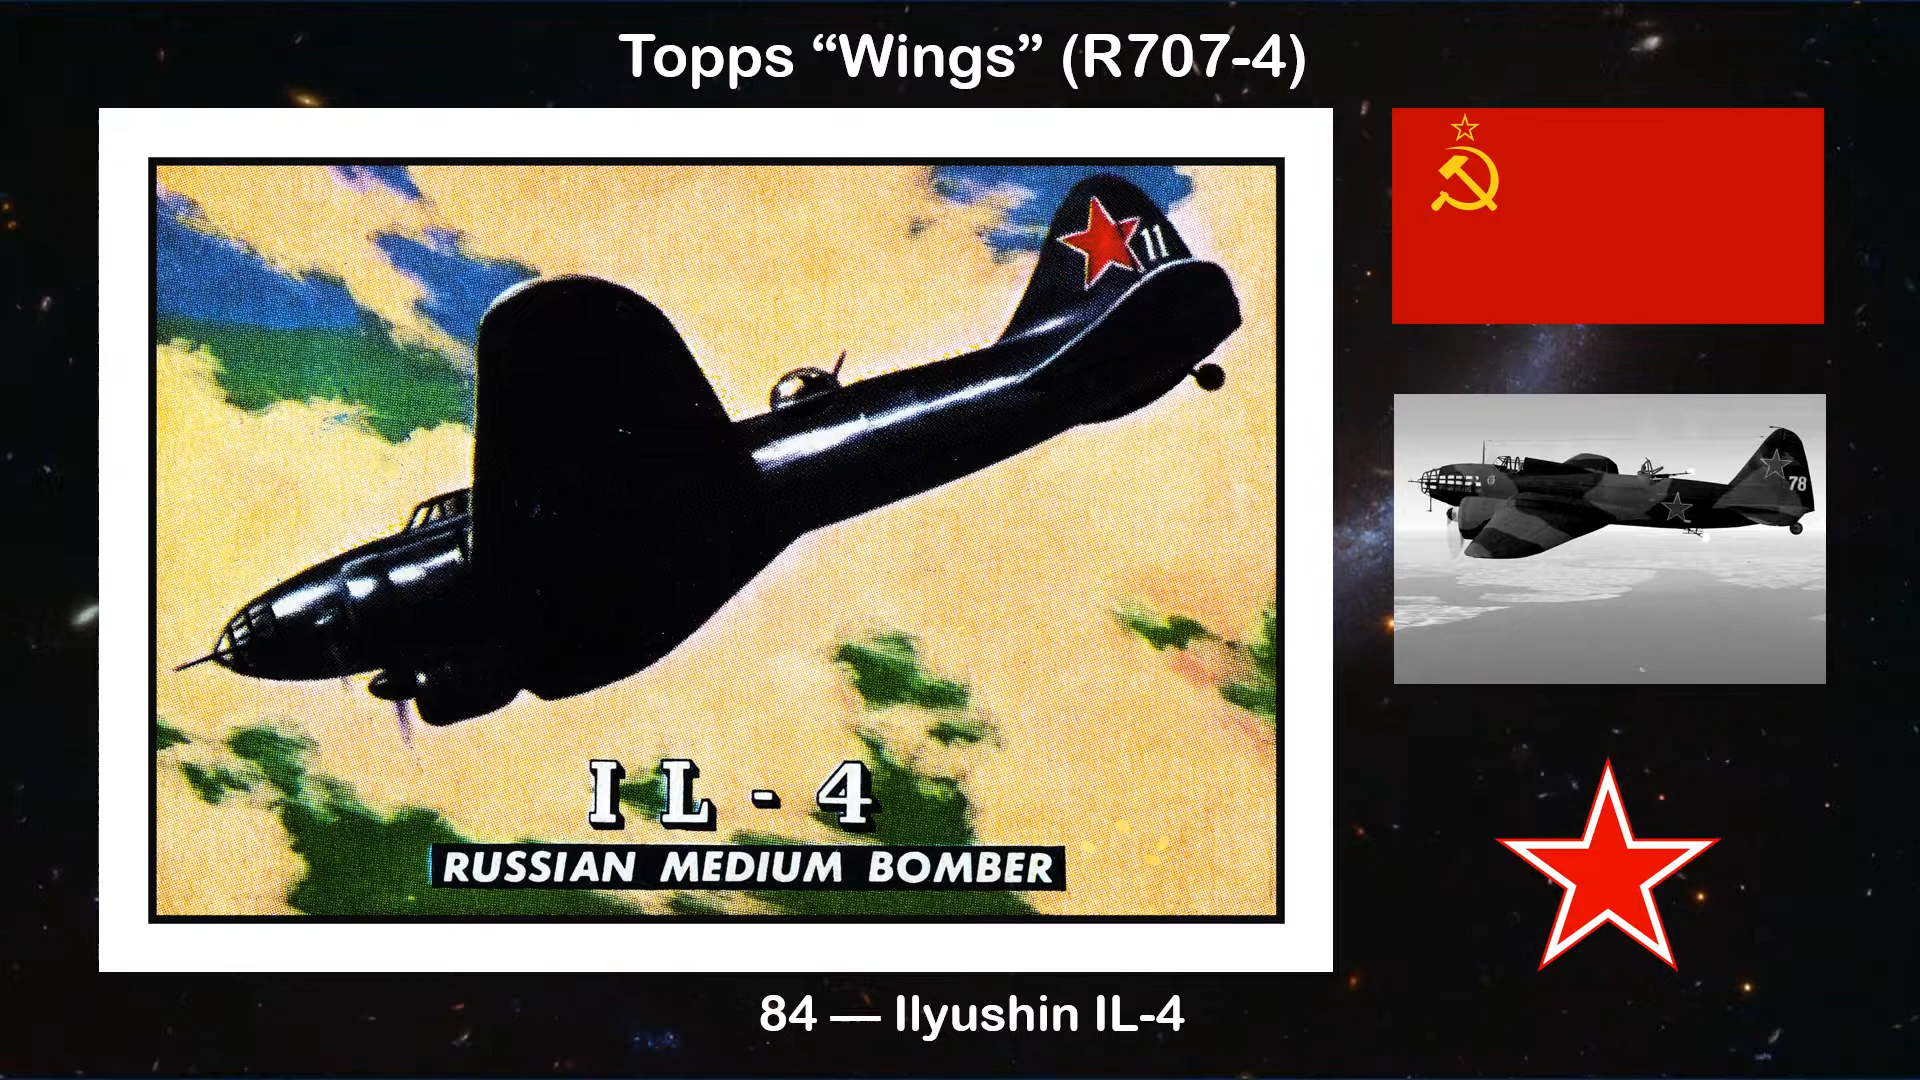 Topps “Wings” (R707-4)
11
78
IL-4
RUSSIAN MEDIUM BOMBER
84 — Ilyushin IL-4